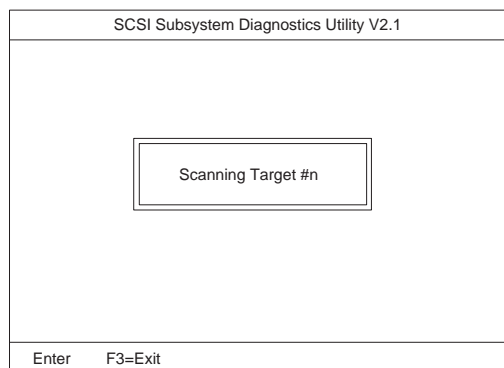 SCSI Subsystem Diagnostics Utility V2.1
Scanning Target #n
Enter F3=Exit